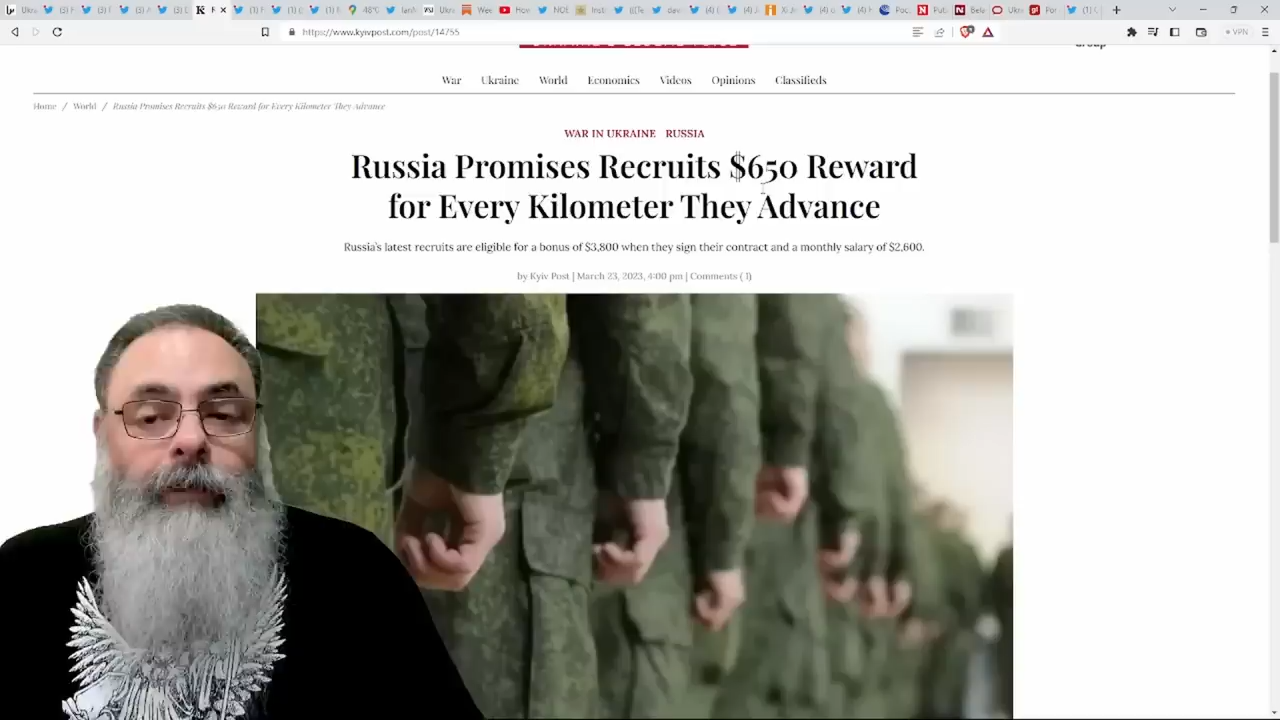 https://www.kyivpost.com/post/14755
VPN
War Ukraine World Economics Videos Opinions Classifieds
Home / World / Russia Promises Recruits $650 Reward for Every Kilometer They Advance
WAR IN UKRAINE RUSSIA
Russia Promises Recruits $650 Reward
for Every Kilometer They Advance
Russia's latest recruits are eligible for a bonus of $3,800 when they sign their contract and a monthly salary of $2,600.
by Kyiv Post | March 23, 2023, 4:00 pm | Comments ( 1)